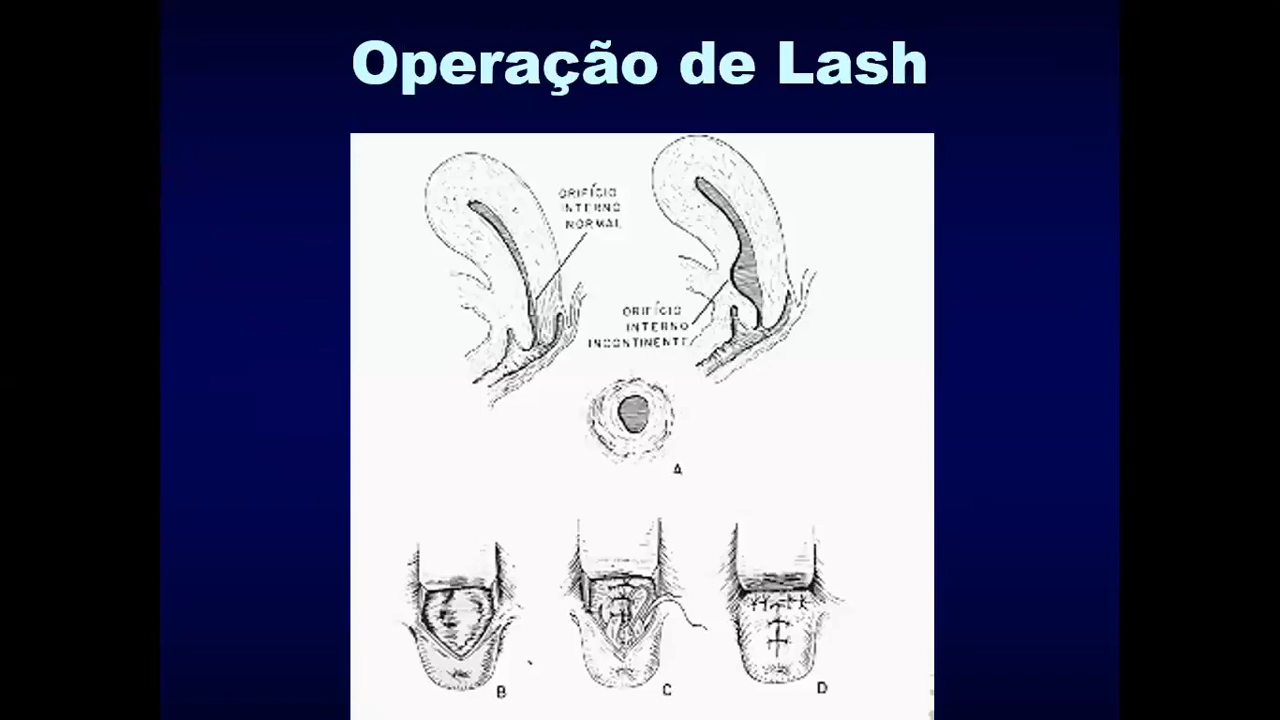 Operação de Lash
ORIFÍCIO
INTERNO
NORMAL
ORIFÍCIO
INTERNO
INCONTINENTE
A
B
C
D